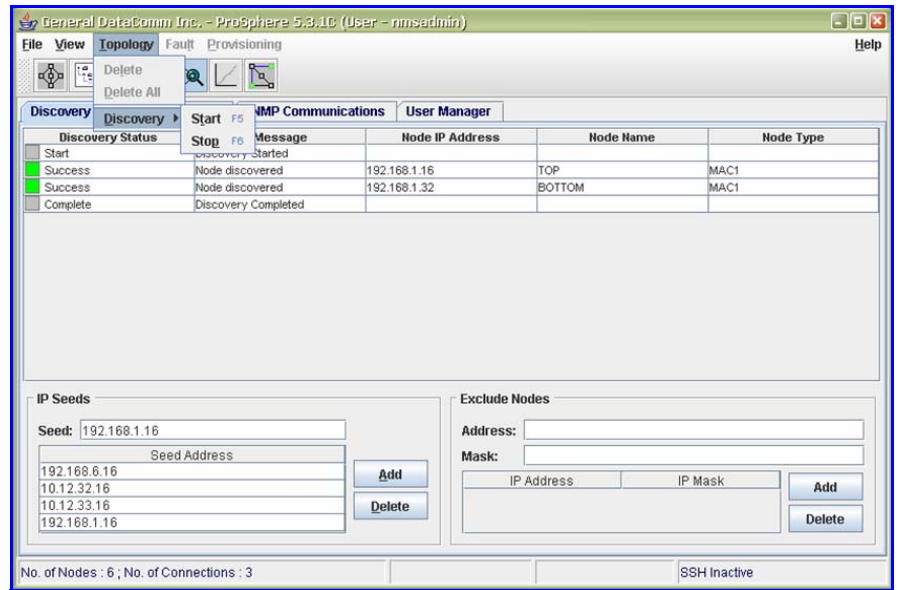 General DataComm Inc. - ProSphere 5.3.1C (User - nmsadmin)
File View Topology Fault Provisioning Help
Delete
Delete All
Discovery
Start F5
Stop F6
Discovery NMP Communications User Manager
Discovery Status Message Node IP Address Node Name Node Type
Start Discovery Started
Success Node discovered 192.168.1.16 TOP MAC1
Success Node discovered 192.168.1.32 BOTTOM MAC1
Complete Discovery Completed
IP Seeds
Seed: 192.168.1.16
Seed Address
192.168.6.16
10.12.32.16
10.12.33.16
192.168.1.16
Add
Delete
Exclude Nodes
Address:
Mask:
IP Address IP Mask
Add
Delete
No. of Nodes : 6 ; No. of Connections : 3
SSH Inactive